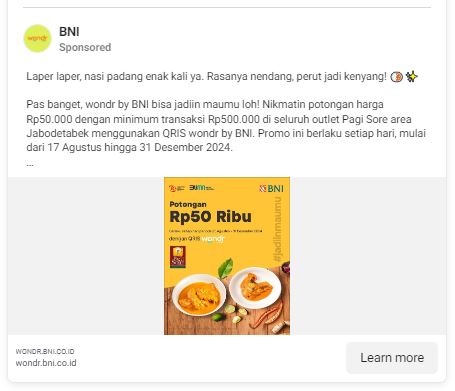 wondr
BNI
Sponsored
Laper laper, nasi padang enak kali ya. Rasanya nendang, perut jadi kenyang!
Pas banget, wondr by BNI bisa jadiin maumu loh! Nikmatin potongan harga
Rp50.000 dengan minimum transaksi Rp500.000 di seluruh outlet Pagi Sore area
Jabodetabek menggunakan QRIS wondr by BNI. Promo ini berlaku setiap hari, mulai
dari 17 Agustus hingga 31 Desember 2024.
...
BUMN
BNI
Potongan
Rp50 Ribu
dengan QRIS wondr
#jadiinmaumu
WONDR.BNI.CO.ID
wondr.bni.co.id
Learn more